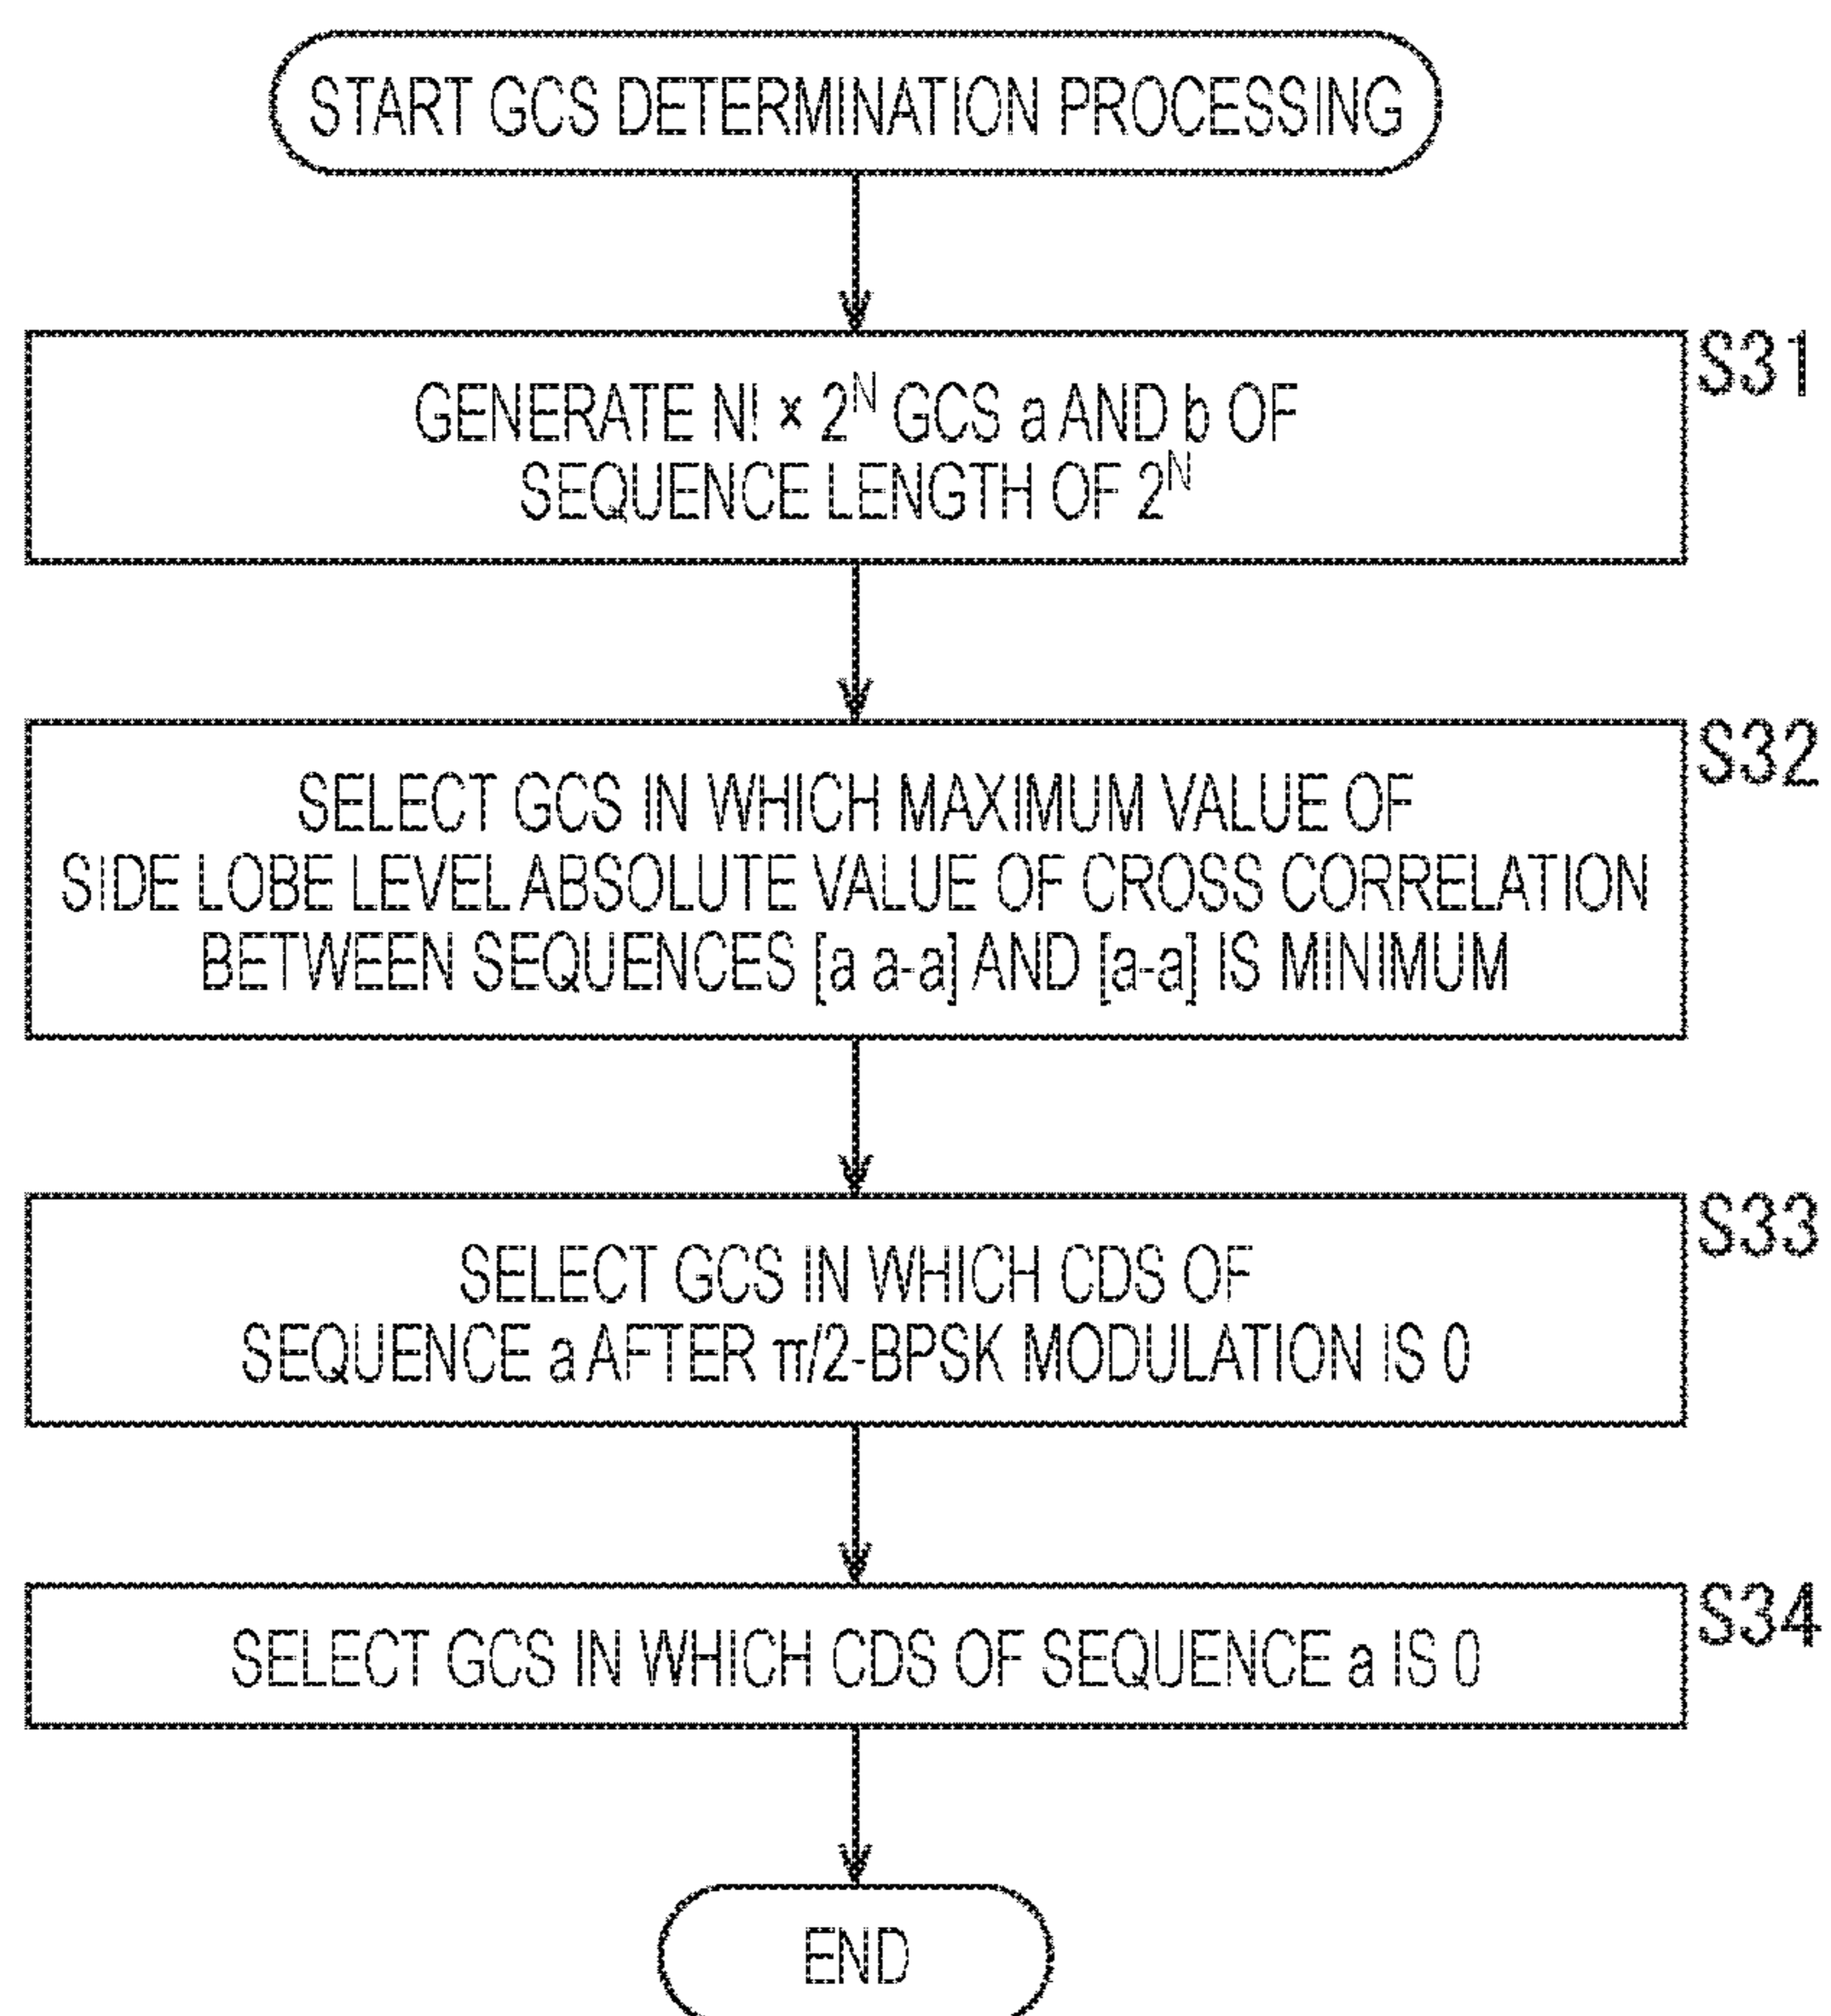 START GCS DETERMINATION PROCESSING
S31
GENERATE N! × 2^N GCS a AND b OF
SEQUENCE LENGTH OF 2^N
S32
SELECT GCS IN WHICH MAXIMUM VALUE OF
SIDE LOBE LEVEL ABSOLUTE VALUE OF CROSS CORRELATION
BETWEEN SEQUENCES [a a-a] AND [a-a] IS MINIMUM
S33
SELECT GCS IN WHICH CDS OF
SEQUENCE a AFTER π/2-BPSK MODULATION IS 0
S34
SELECT GCS IN WHICH CDS OF SEQUENCE a IS 0
END